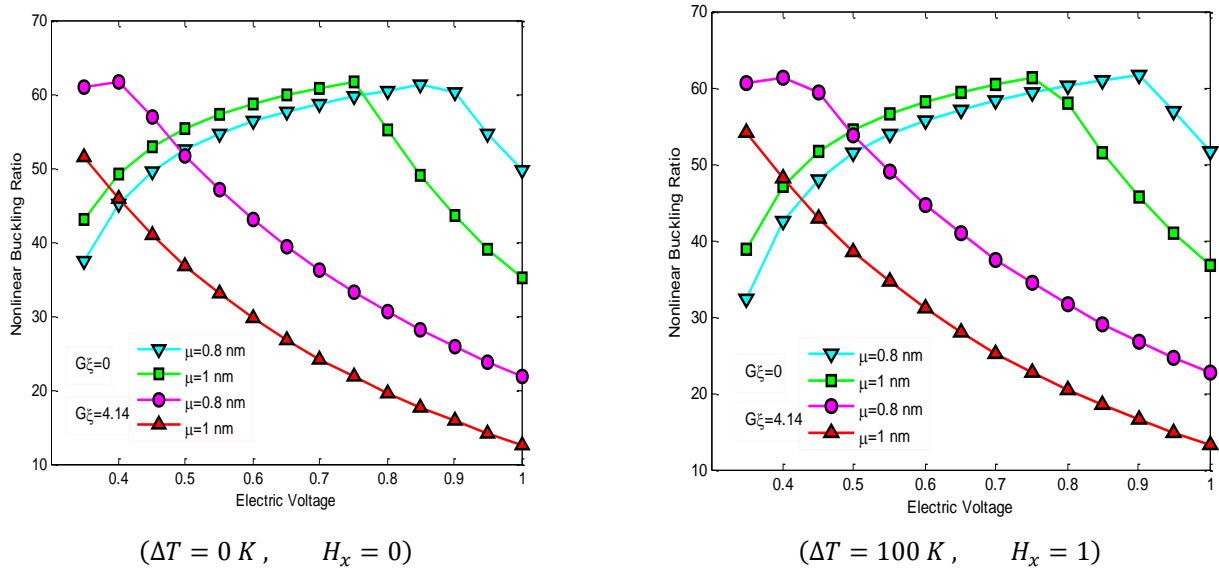 70
60
50
40
30
20
10
Nonlinear Buckling Ratio
Gξ=0
Gξ=4.14
μ=0.8 nm
μ=1 nm
μ=0.8 nm
μ=1 nm
0.4 0.5 0.6 0.7 0.8 0.9 1
Electric Voltage
(ΔT = 0 K , H_x = 0)
70
60
50
40
30
20
10
Nonlinear Buckling Ratio
Gξ=0
Gξ=4.14
μ=0.8 nm
μ=1 nm
μ=0.8 nm
μ=1 nm
0.4 0.5 0.6 0.7 0.8 0.9 1
Electric Voltage
(ΔT = 100 K , H_x = 1)